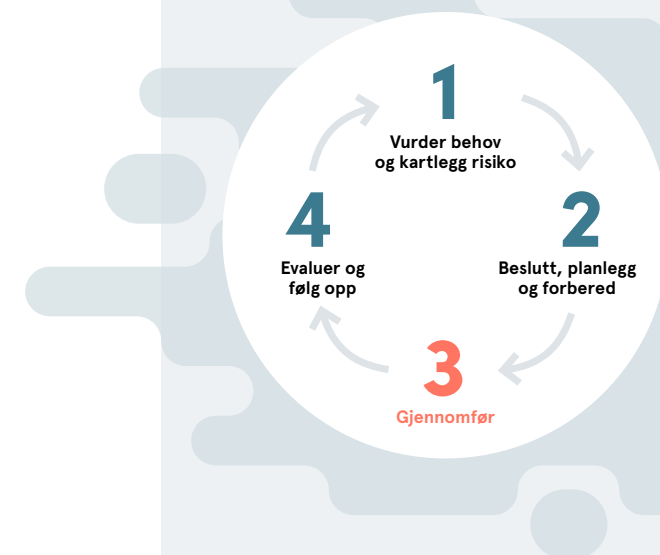 1
Vurder behov
og kartlegg risiko
2
Beslutt, planlegg
og forbered
3
Gjennomfør
4
Evaluer og
følg opp